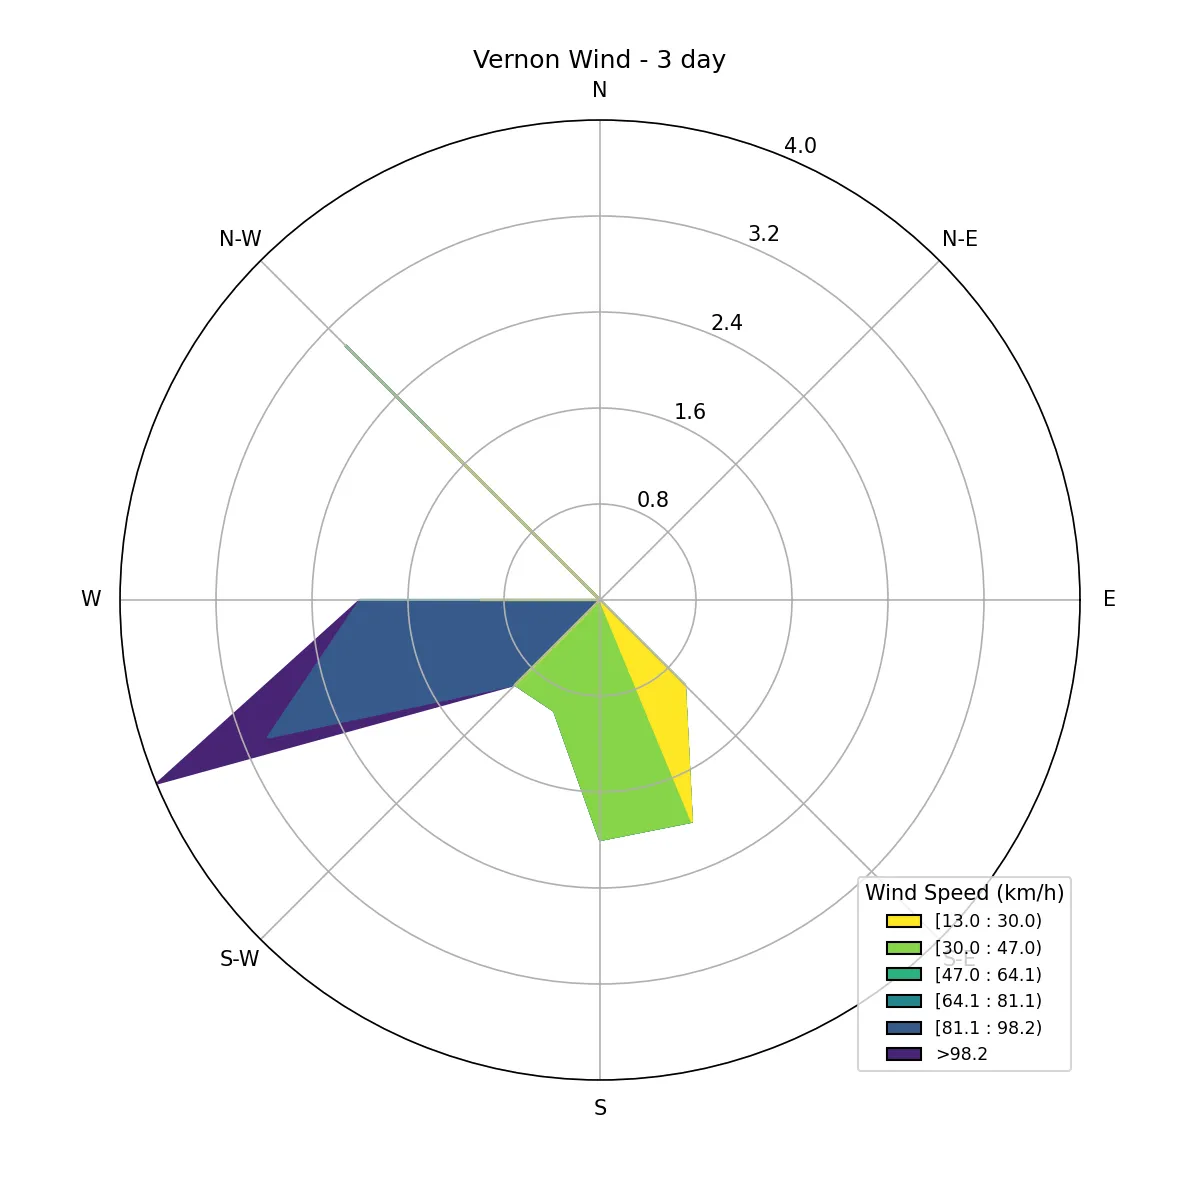 Vernon Wind - 3 day
N
4.0
N-W
3.2
N-E
2.4
1.6
0.8
W
E
Wind Speed (km/h)
[13.0 : 30.0)
[30.0 : 47.0)
S-W
S-E
[47.0 : 64.1)
[64.1 : 81.1)
[81.1 : 98.2)
>98.2
S